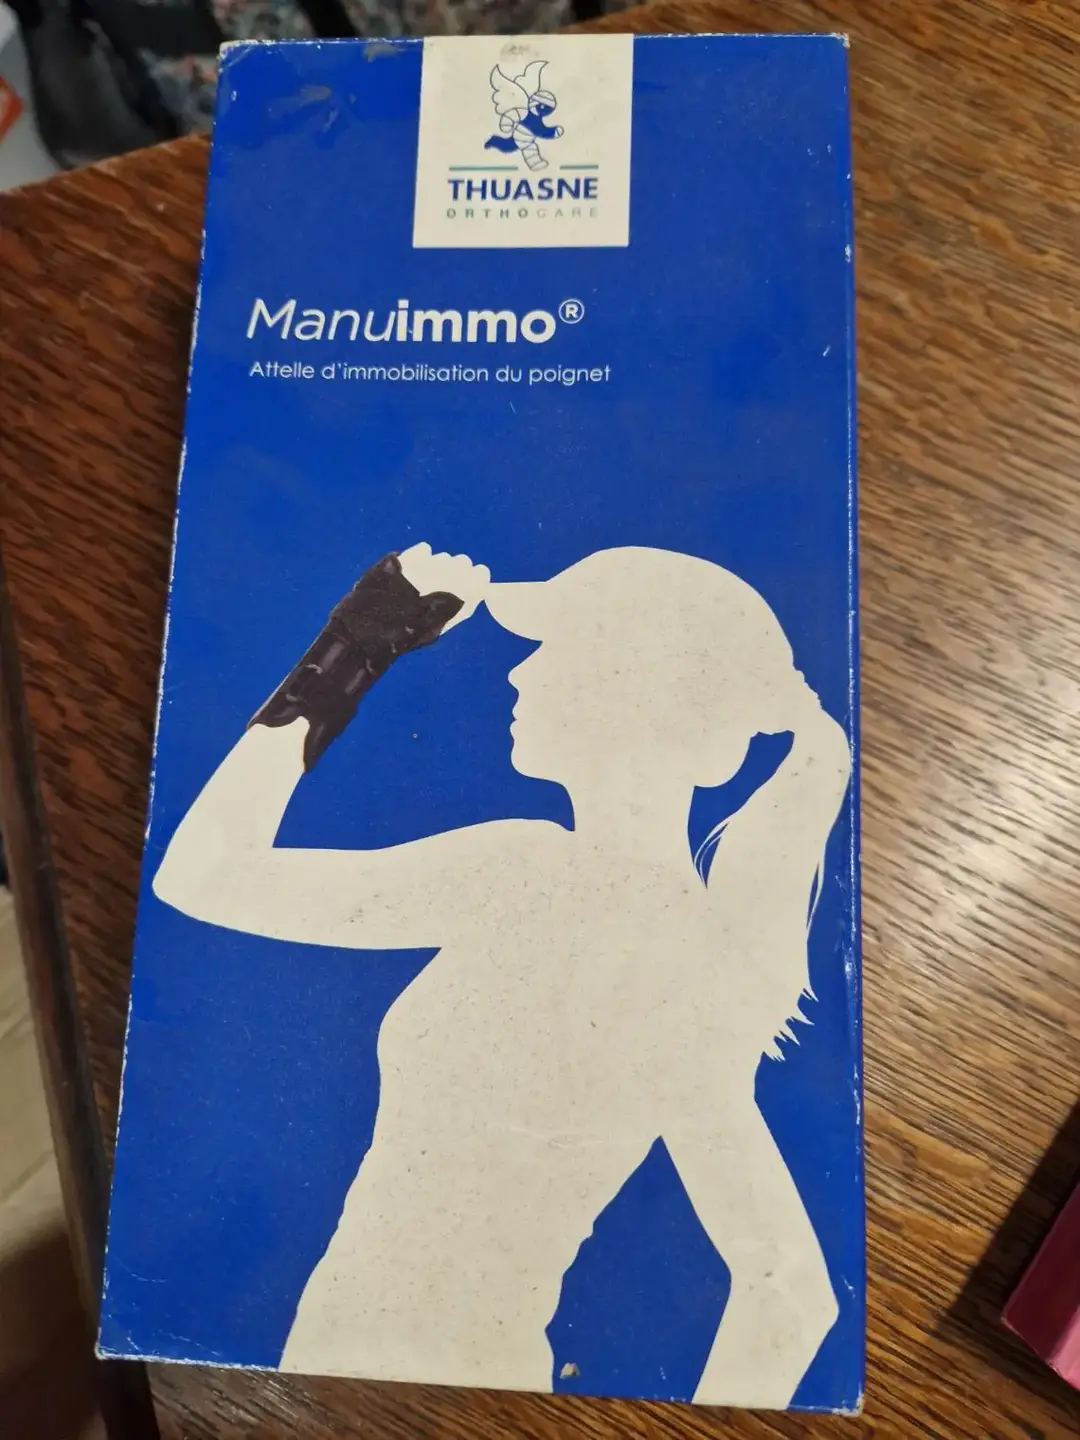 THUASNE
ORTHOCARE
Manuimmo®
Attelle d'immobilisation du poignet